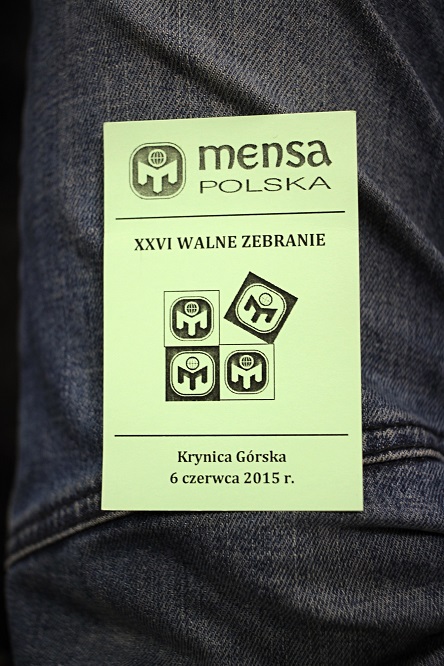 mensa
POLSKA
XXVI WALNE ZEBRANIE
Krynica Górska
6 czerwca 2015 r.